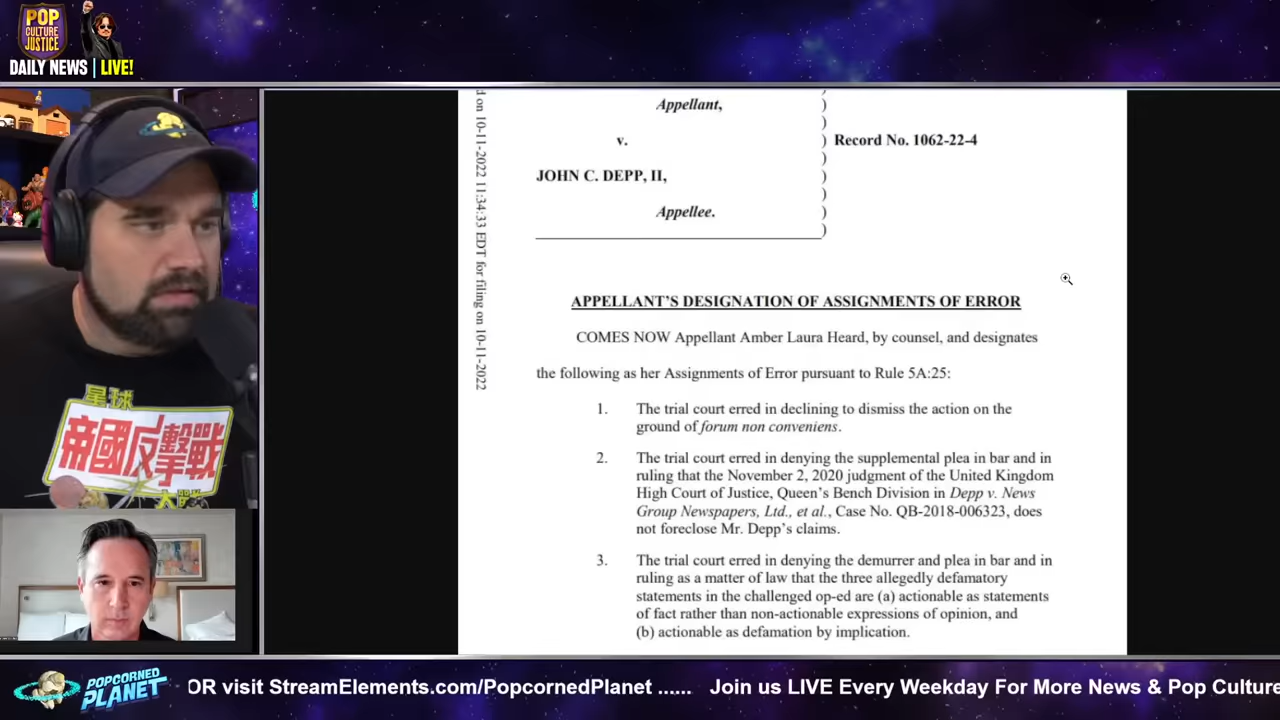 POP
CULTURE
JUSTICE
DAILY NEWS | LIVE!
Appellant,
v.
Record No. 1062-22-4
JOHN C. DEPP, II,
Appellee.
d on 10-11-2022 11:34:33 EDT for filing on 10-11-2022
APPELLANT'S DESIGNATION OF ASSIGNMENTS OF ERROR
COMES NOW Appellant Amber Laura Heard, by counsel, and designates
the following as her Assignments of Error pursuant to Rule 5A:25:
1. The trial court erred in declining to dismiss the action on the
ground of forum non conveniens.
2. The trial court erred in denying the supplemental plea in bar and in
ruling that the November 2, 2020 judgment of the United Kingdom
High Court of Justice, Queen's Bench Division in Depp v. News
Group Newspapers, Ltd., et al., Case No. QB-2018-006323, does
not foreclose Mr. Depp's claims.
3. The trial court erred in denying the demurrer and plea in bar and in
ruling as a matter of law that the three allegedly defamatory
statements in the challenged op-ed are (a) actionable as statements
of fact rather than non-actionable expressions of opinion, and
(b) actionable as defamation by implication.
星球
帝國反擊戰
POPCORNED
PLANET
OR visit StreamElements.com/PopcornedPlanet ...... Join us LIVE Every Weekday For More News & Pop Culture